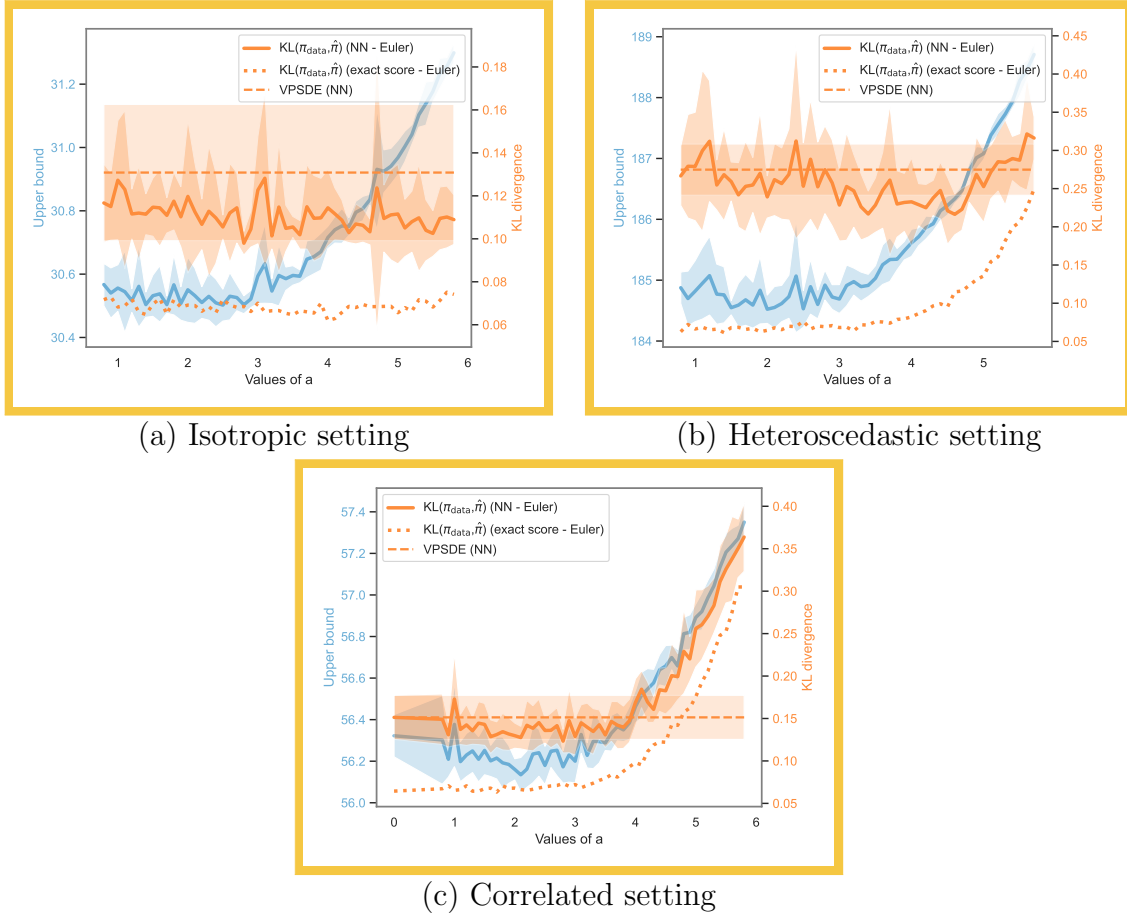 KL(π_data,π̂) (NN - Euler)
KL(π_data,π̂) (exact score - Euler)
VPSDE (NN)
Upper bound
31.2
31.0
30.8
30.6
30.4
0.18
0.16
0.14
0.12
0.10
0.08
0.06
KL divergence
1 2 3 4 5 6
Values of a
(a) Isotropic setting
KL(π_data,π̂) (NN - Euler)
KL(π_data,π̂) (exact score - Euler)
VPSDE (NN)
Upper bound
189
188
187
186
185
184
0.45
0.40
0.35
0.30
0.25
0.20
0.15
0.10
0.05
KL divergence
1 2 3 4 5
Values of a
(b) Heteroscedastic setting
KL(π_data,π̂) (NN - Euler)
KL(π_data,π̂) (exact score - Euler)
VPSDE (NN)
Upper bound
57.4
57.2
57.0
56.8
56.6
56.4
56.2
56.0
0.40
0.35
0.30
0.25
0.20
0.15
0.10
0.05
KL divergence
0 1 2 3 4 5 6
Values of a
(c) Correlated setting